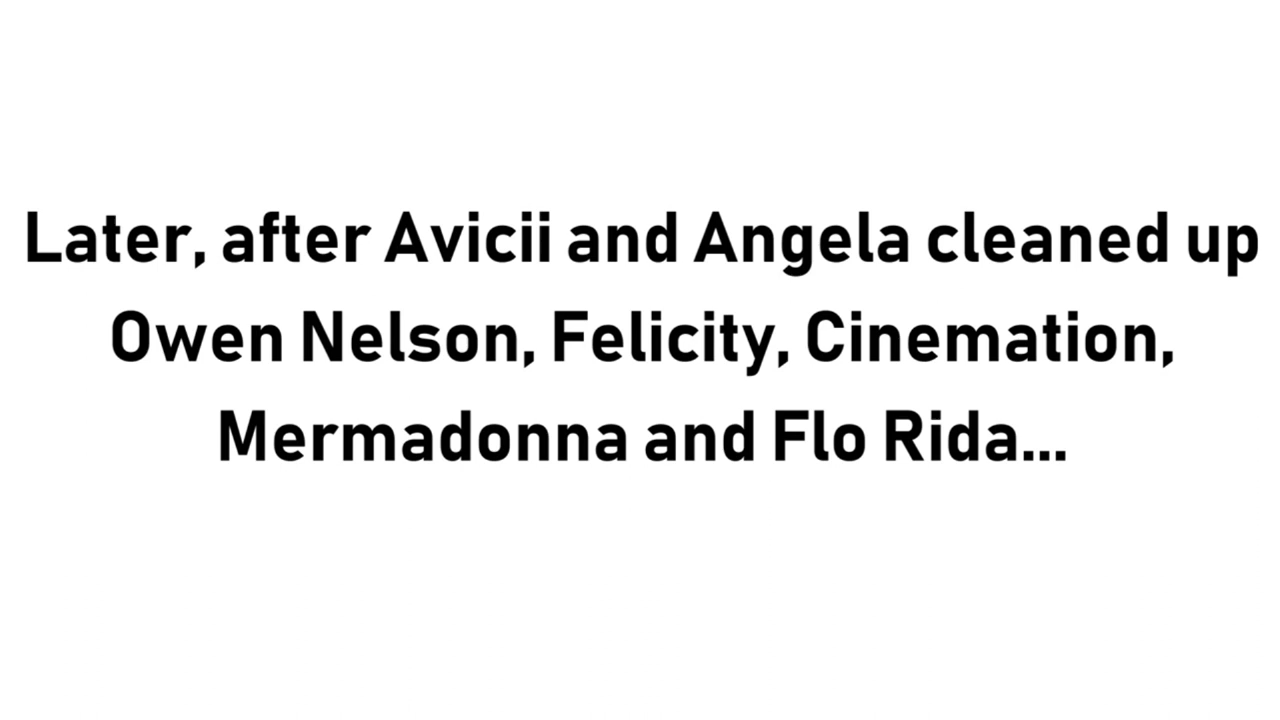 Later, after Avicii and Angela cleaned up
Owen Nelson, Felicity, Cinemation,
Mermadonna and Flo Rida...